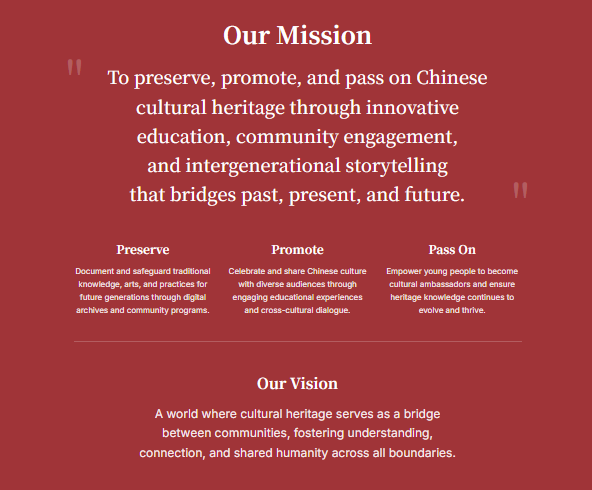 Our Mission
"
To preserve, promote, and pass on Chinese
cultural heritage through innovative
education, community engagement,
and intergenerational storytelling
that bridges past, present, and future.
"
Preserve
Document and safeguard traditional
knowledge, arts, and practices for
future generations through digital
archives and community programs.
Promote
Celebrate and share Chinese culture
with diverse audiences through
engaging educational experiences
and cross-cultural dialogue.
Pass On
Empower young people to become
cultural ambassadors and ensure
heritage knowledge continues to
evolve and thrive.
Our Vision
A world where cultural heritage serves as a bridge
between communities, fostering understanding,
connection, and shared humanity across all boundaries.